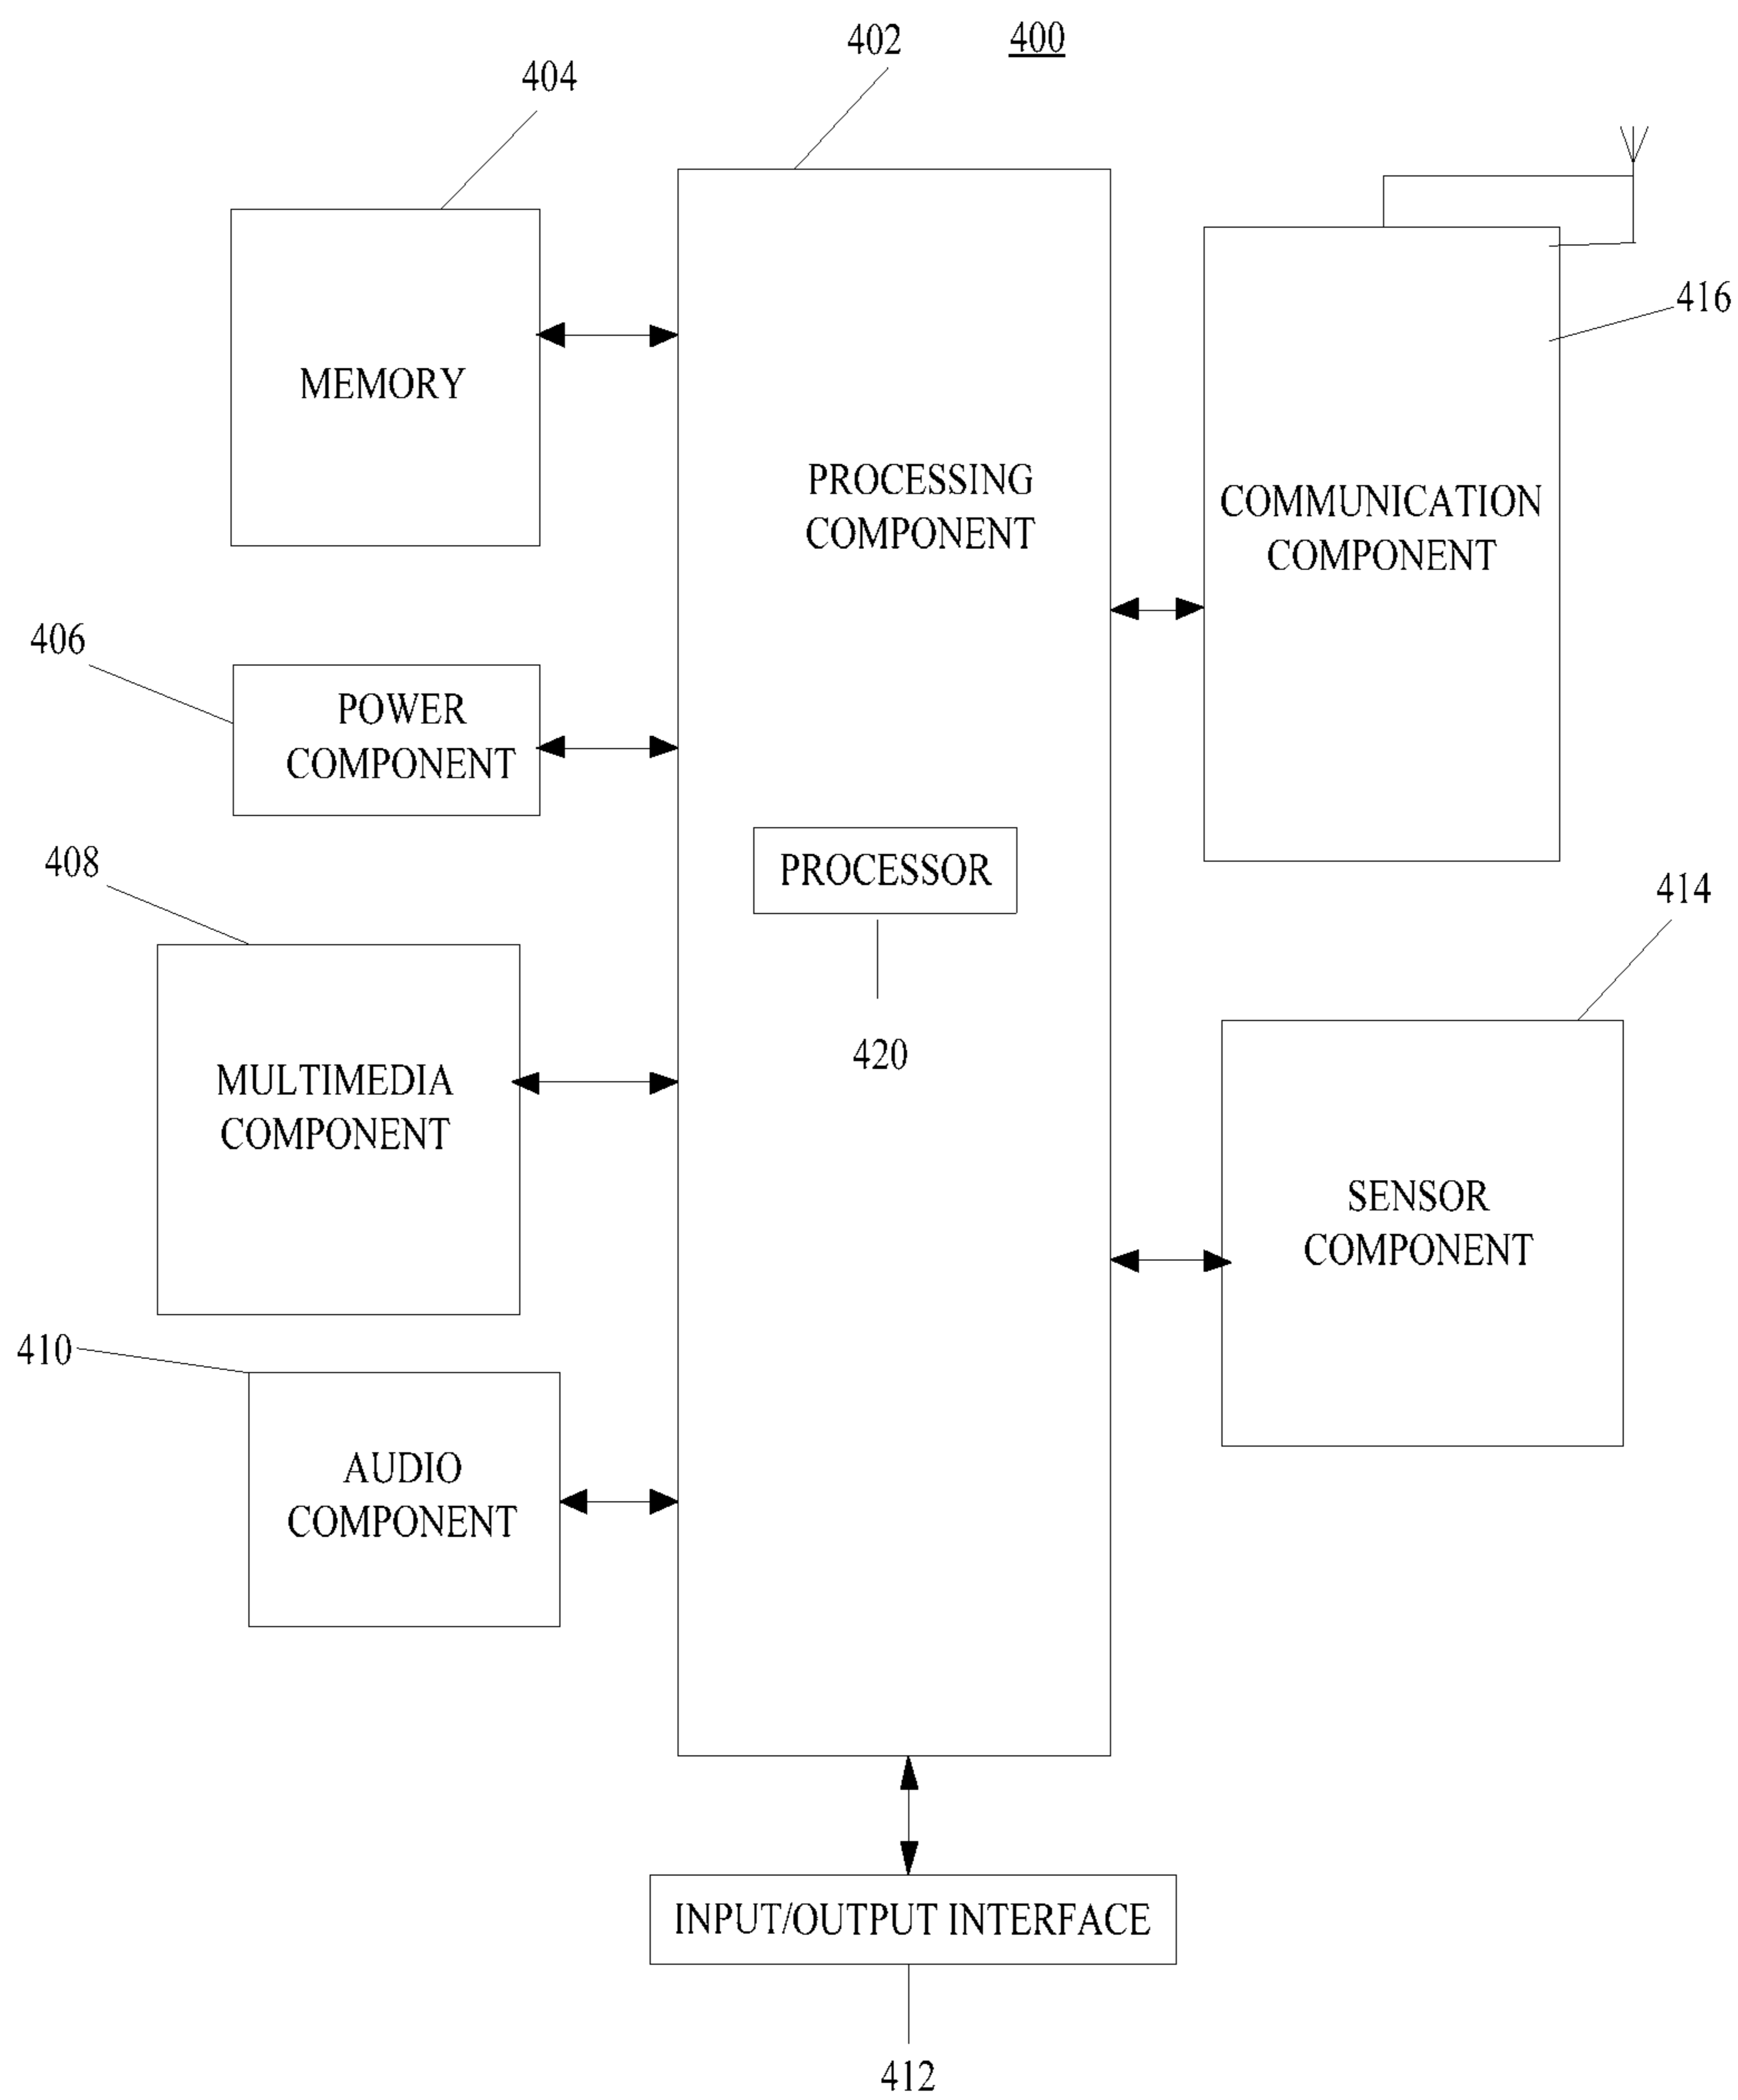 402
400
404
416
MEMORY
PROCESSING
COMPONENT
COMMUNICATION
COMPONENT
406
POWER
COMPONENT
408
PROCESSOR
414
420
MULTIMEDIA
COMPONENT
SENSOR
COMPONENT
410
AUDIO
COMPONENT
INPUT/OUTPUT INTERFACE
412